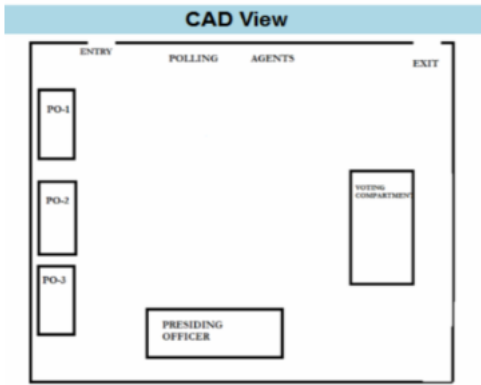 CAD View
ENTRY
POLLING AGENTS
EXIT
PO-1
PO-2
VOTING
COMPARTMENT
PO-3
PRESIDING
OFFICER